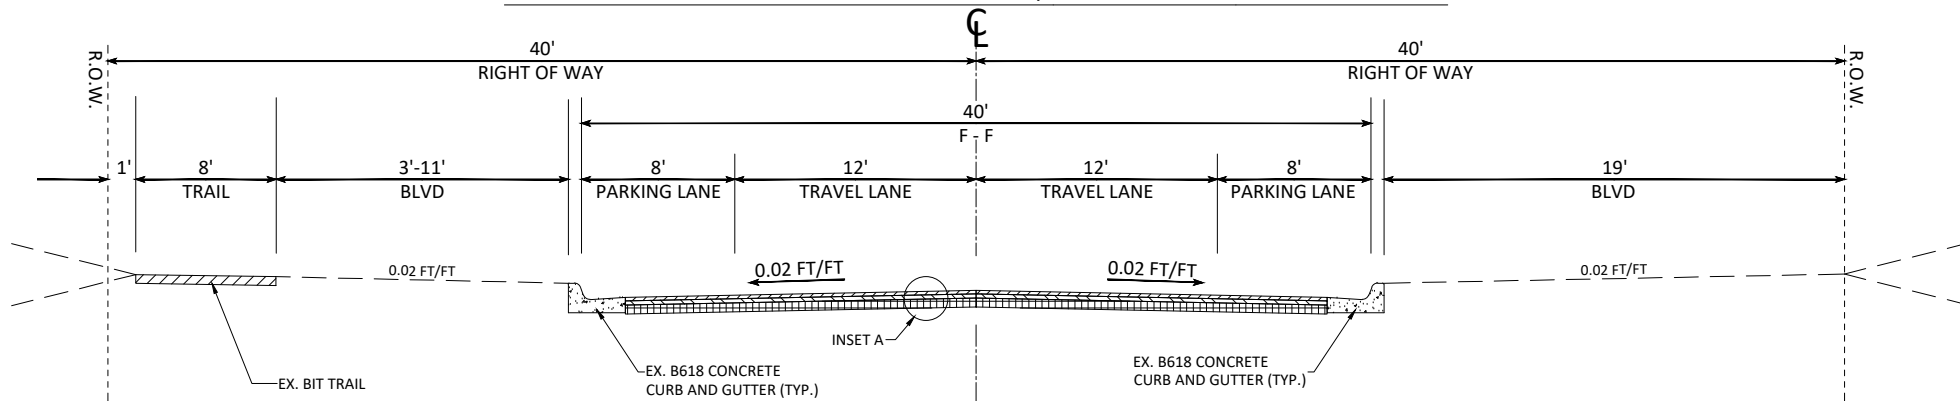 ℄
40'
RIGHT OF WAY
40'
RIGHT OF WAY
R.O.W.
R.O.W.
40'
F - F
1'
8'
TRAIL
3'-11'
BLVD
8'
PARKING LANE
12'
TRAVEL LANE
12'
TRAVEL LANE
8'
PARKING LANE
19'
BLVD
0.02 FT/FT
0.02 FT/FT
0.02 FT/FT
0.02 FT/FT
INSET A
EX. BIT TRAIL
EX. B618 CONCRETE
CURB AND GUTTER (TYP.)
EX. B618 CONCRETE
CURB AND GUTTER (TYP.)